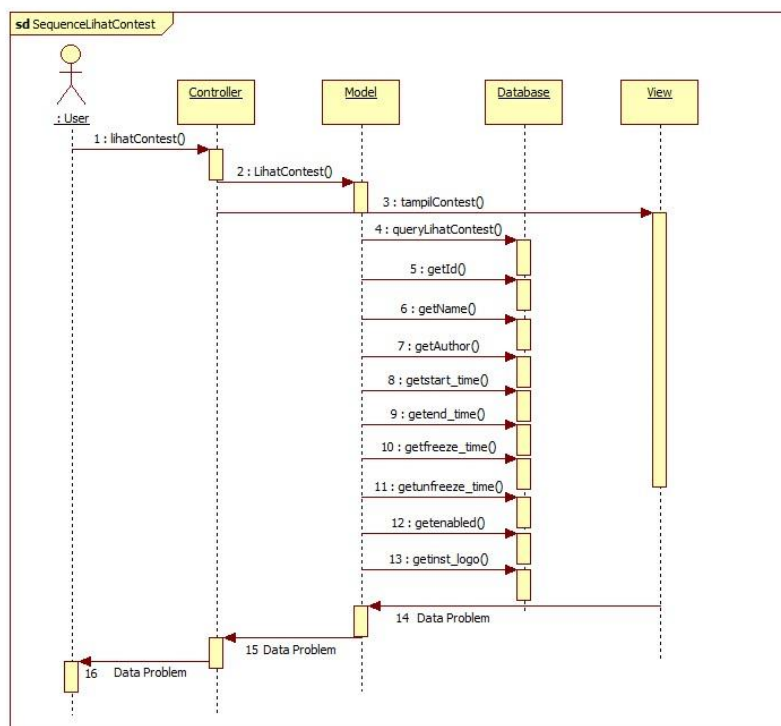 sd SequenceLihatContest
: User
Controller
Model
Database
View
1 : lihatContest()
2 : LihatContest()
3 : tampilContest()
4 : queryLihatContest()
5 : getId()
6 : getName()
7 : getAuthor()
8 : getstart_time()
9 : getend_time()
10 : getfreeze_time()
11 : getunfreeze_time()
12 : getenabled()
13 : getinst_logo()
14 Data Problem
15 Data Problem
16 Data Problem